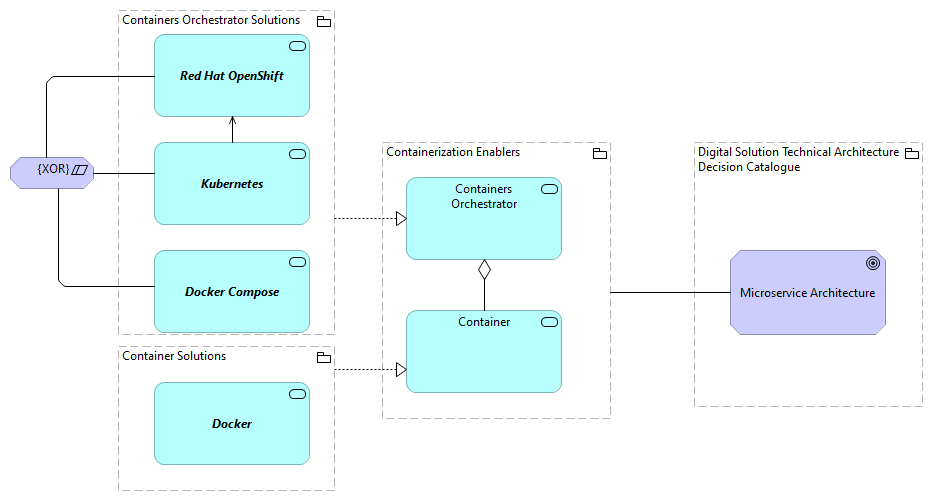 Containers Orchestrator Solutions
Red Hat OpenShift
{XOR}
Kubernetes
Docker Compose
Container Solutions
Docker
Containerization Enablers
Containers
Orchestrator
Container
Digital Solution Technical Architecture
Decision Catalogue
Microservice Architecture